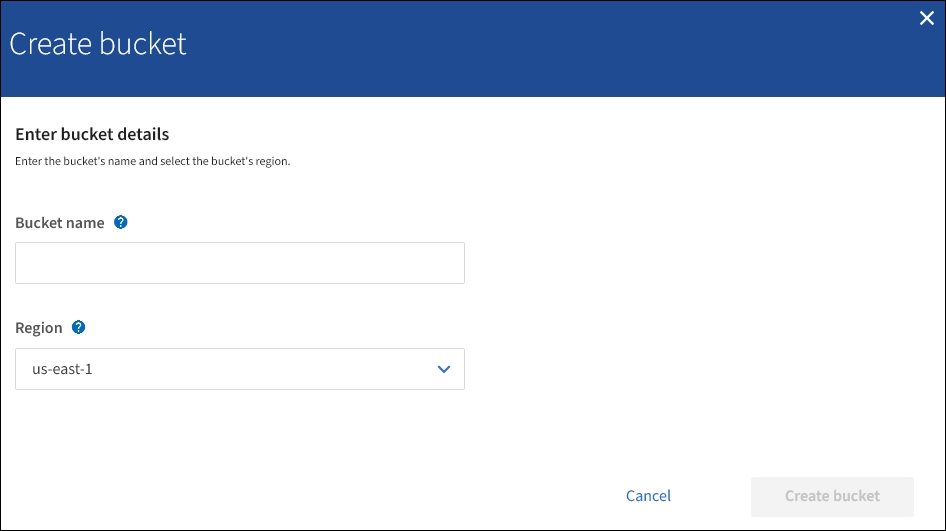 Create bucket
Enter bucket details
Enter the bucket's name and select the bucket's region.
Bucket name ?
Region ?
us-east-1
Cancel
Create bucket